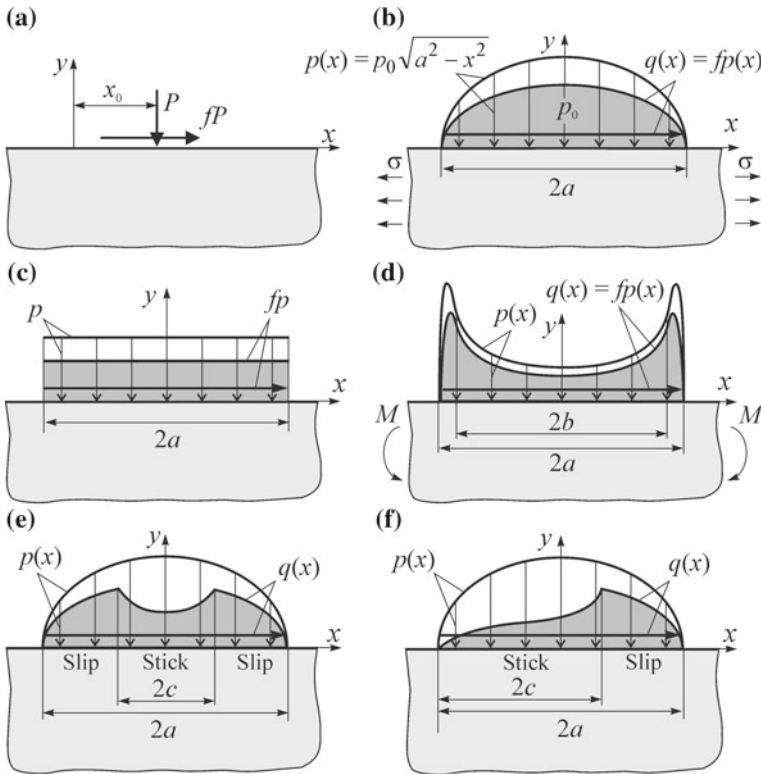 (a)
y
x₀
P
fP
x
(b)
p(x) = p₀√(a² − x²)
y
q(x) = fp(x)
p₀
x
σ
σ
2a
(c)
p
y
fp
x
2a
(d)
q(x) = fp(x)
p(x)
y
x
M
2b
M
2a
(e)
p(x)
y
q(x)
x
Slip
Stick
Slip
2c
2a
(f)
p(x)
y
q(x)
x
Stick
Slip
2c
2a